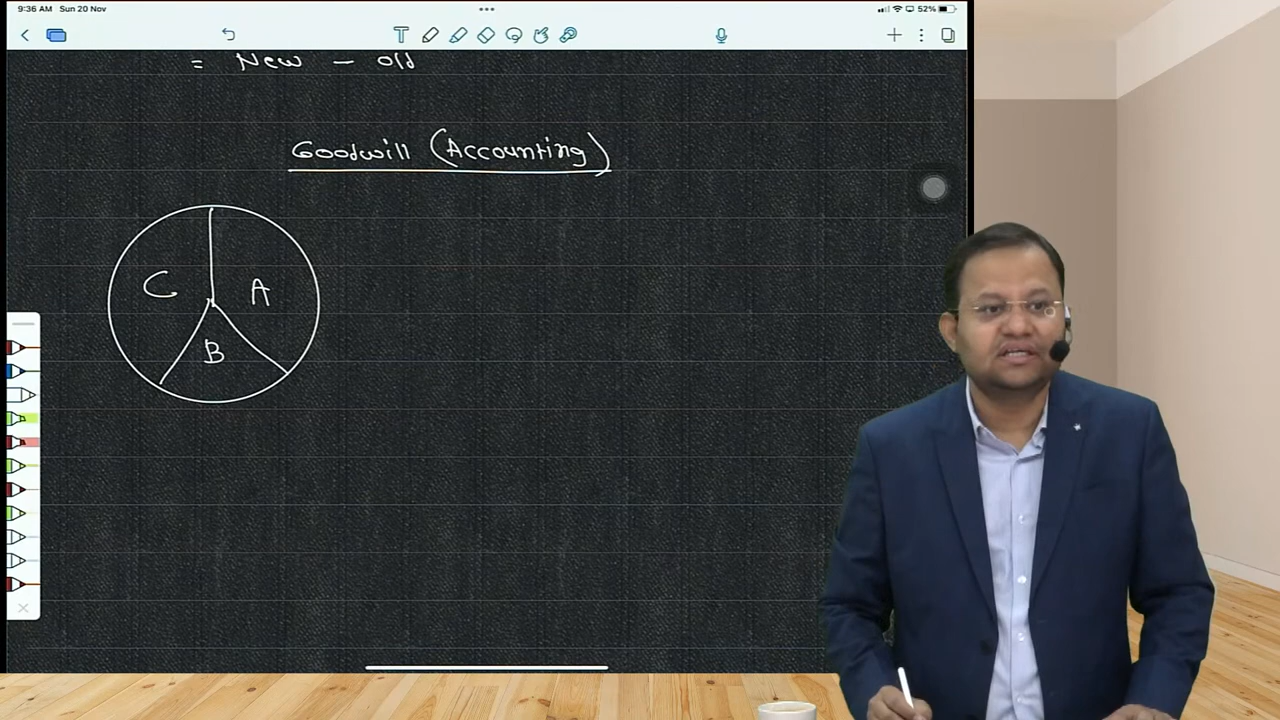 9:36 AM Sun 20 Nov
52%
= New - old
Goodwill (Accounting)
C A
B